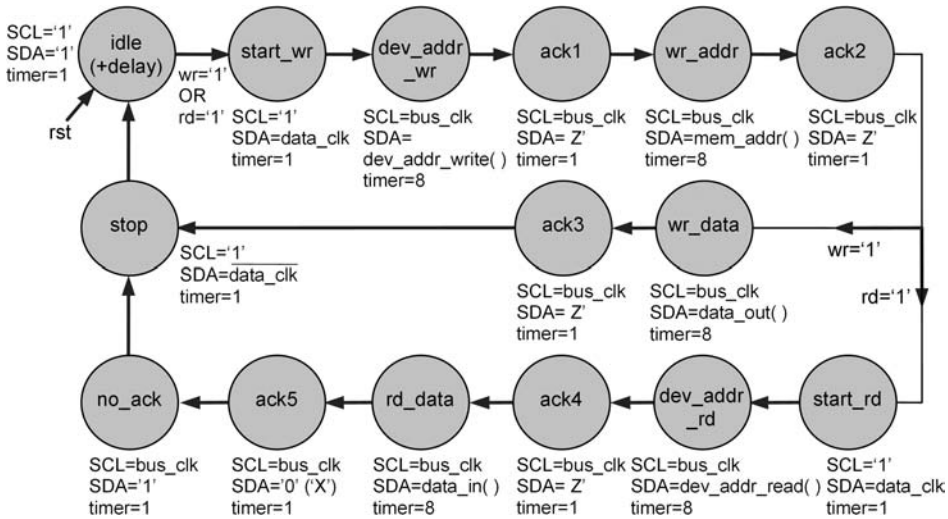 SCL='1'
SDA='1'
timer=1
idle
(+delay)
rst
wr='1'
OR
rd='1'
start_wr
SCL='1'
SDA=data_clk
timer=1
dev_addr
_wr
SCL=bus_clk
SDA=
dev_addr_write( )
timer=8
ack1
SCL=bus_clk
SDA= Z'
timer=1
wr_addr
SCL=bus_clk
SDA=mem_addr( )
timer=8
ack2
SCL=bus_clk
SDA= Z'
timer=1
stop
SCL='1'
SDA=data_clk
timer=1
ack3
SCL=bus_clk
SDA= Z'
timer=1
wr_data
SCL=bus_clk
SDA=data_out( )
timer=8
wr='1'
rd='1'
no_ack
SCL=bus_clk
SDA='1'
timer=1
ack5
SCL=bus_clk
SDA='0' ('X')
timer=1
rd_data
SCL=bus_clk
SDA=data_in( )
timer=8
ack4
SCL=bus_clk
SDA= Z'
timer=1
dev_addr
_rd
SCL=bus_clk
SDA=dev_addr_read( )
timer=8
start_rd
SCL='1'
SDA=data_clk
timer=1